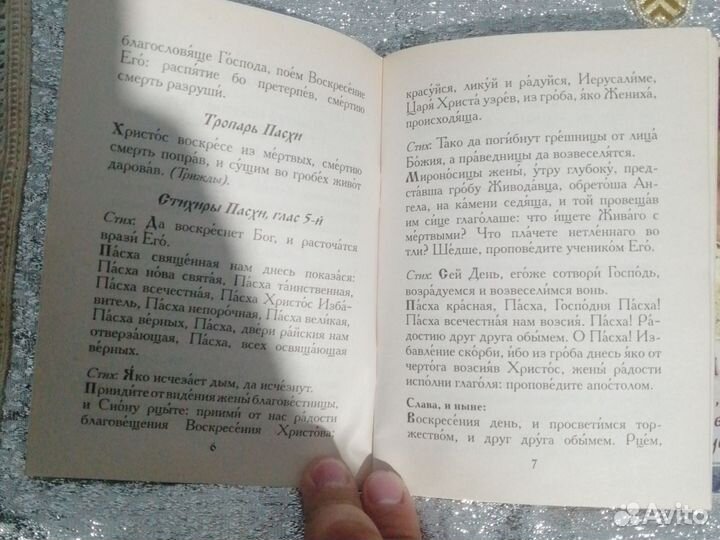 благословя́ще Го́спода, пое́м Воскресе́ние
Его́: распя́тие бо претерпе́в, сме́ртию
смерть разруши́.
Тропарь Пасхи
Христо́с воскре́се из ме́ртвых, сме́ртию
смерть попра́в, и су́щим во гробе́х живо́т
дарова́в. (Трижды).
Стихиры Пасхи, глас 5-й
Стих: Да воскре́снет Бог, и расточа́тся
врази́ Его́.
Па́сха свяще́нная нам днесь показа́ся:
Па́сха но́ва свята́я, Па́сха та́инственная,
Па́сха всечестна́я, Па́сха Христо́с Изба́-
витель, Па́сха непоро́чная, Па́сха вели́кая,
Па́сха ве́рных, Па́сха, две́ри ра́йския нам
отверза́ющая, Па́сха, всех освяща́ющая
ве́рных.
Стих: Я́ко исчеза́ет дым, да исче́знут.
Прииди́те от виде́ния жены́ благове́стницы,
и Сио́ну рцы́те: приими́ от нас ра́дости
благове́щения Воскресе́ния Христо́ва:
6
красу́йся, лику́й и ра́дуйся, Иерусали́ме,
Царя́ Христа́ узре́в, из гро́ба, я́ко Жениха́,
происходя́ща.
Стих: Та́ко да поги́бнут гре́шницы от лица́
Бо́жия, а пра́ведницы да возвеселя́тся.
Мироно́сицы жены́, у́тру глубоку́, предста́-
вша гро́бу Живода́вца, обрето́ша А́н-
гела, на ка́мени седя́ща, и той провеща́в
им си́це глаго́лаше: что и́щете Жива́го с
ме́ртвыми? Что пла́чете нетле́ннаго во
тли? Ше́дше, пропове́дите ученико́м Его́.
Стих: Сей День, его́же сотвори́ Госпо́дь,
возра́дуемся и возвесели́мся вонь.
Па́сха кра́сная, Па́сха, Госпо́дня Па́сха!
Па́сха всечестна́я нам возсия́. Па́сха! Ра́-
достию друг дру́га обы́мем. О Па́сха! Из-
бавле́ние ско́рби, и́бо из гро́ба днесь я́ко от
черто́га возсия́в Христо́с, жены́ ра́дости
испо́лни глаго́ля: пропове́дите апо́столом.
Слава, и ныне:
Воскресе́ния день, и просвети́мся тор-
жество́м, и друг дру́га обы́мем. Рцем,
7
Avito